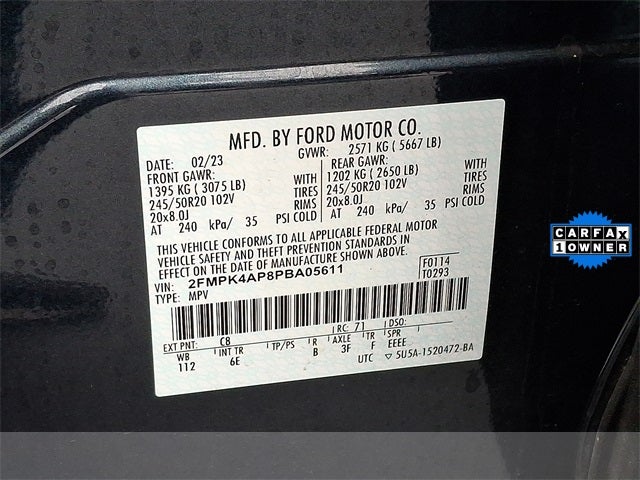 MFD. BY FORD MOTOR CO.
DATE: 02/23 GVWR: 2571 KG ( 5667 LB)
FRONT GAWR: REAR GAWR:
1395 KG ( 3075 LB) WITH 1202 KG ( 2650 LB) WITH
245/50R20 102V TIRES 245/50R20 102V TIRES
20x8.0J RIMS 20x8.0J RIMS
AT 240 kPa/ 35 PSI COLD AT 240 kPa/ 35 PSI COLD
THIS VEHICLE CONFORMS TO ALL APPLICABLE FEDERAL MOTOR
VEHICLE SAFETY AND THEFT PREVENTION STANDARDS IN
EFFECT ON THE DATE OF MANUFACTURE SHOWN ABOVE.
VIN: 2FMPK4AP8PBA05611 F0114
TYPE: MPV T0293
EXT PNT: C8 RC: 71 DSO:
WB INT TR TP/PS R AXLE TR SPR
112 6E B 3F F EEEE
UTC ▽ 5U5A-1520472-BA
CARFAX
1 OWNER